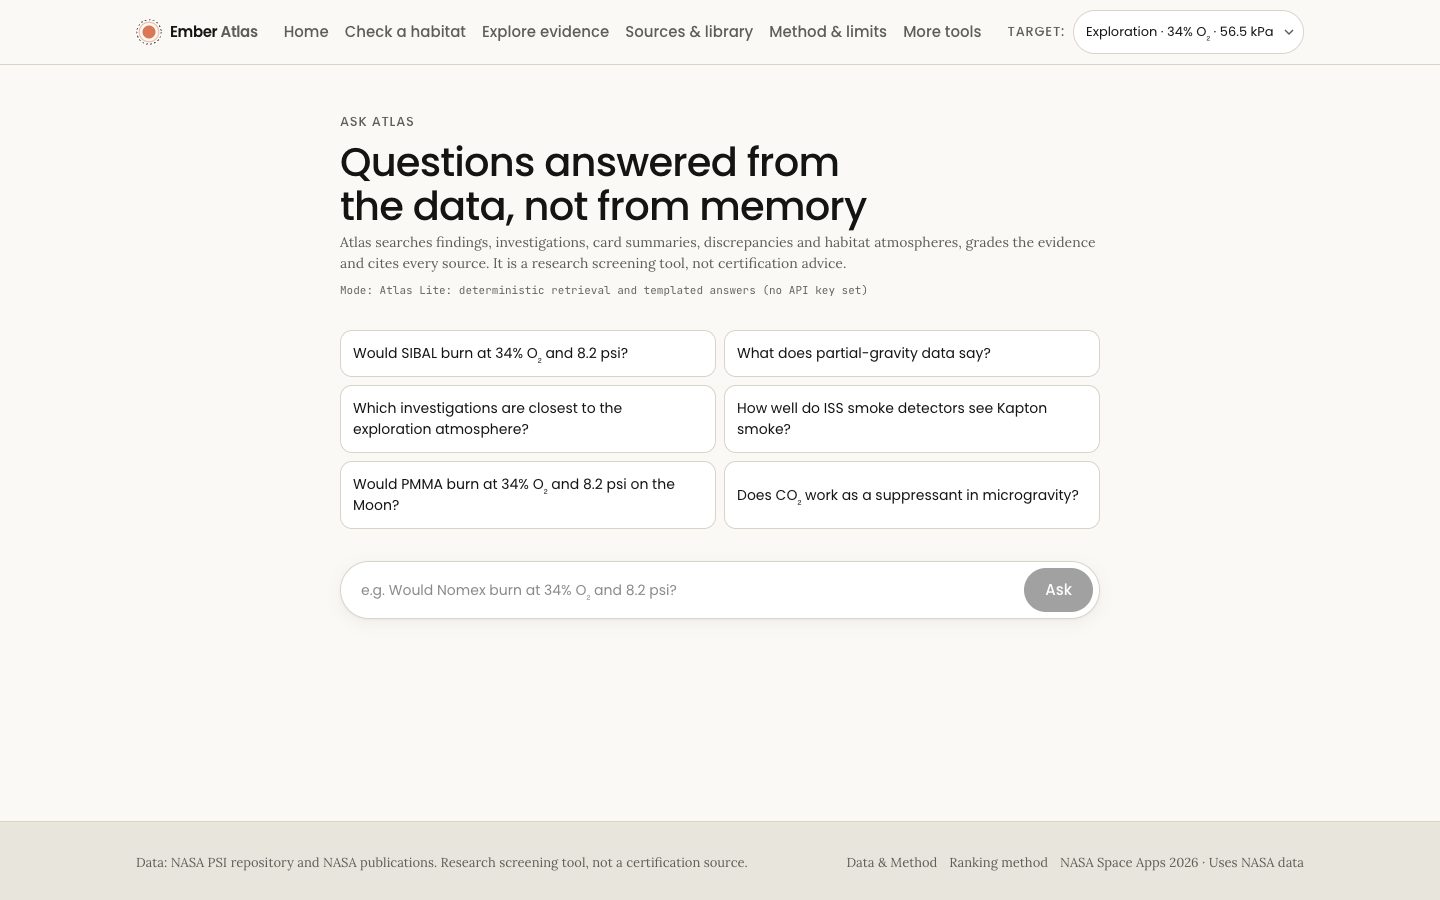 Ember Atlas
Home Check a habitat Explore evidence Sources & library Method & limits More tools TARGET: Exploration · 34% O₂ · 56.5 kPa
ASK ATLAS
Questions answered from
the data, not from memory
Atlas searches findings, investigations, card summaries, discrepancies and habitat atmospheres, grades the evidence
and cites every source. It is a research screening tool, not certification advice.
Mode: Atlas Lite: deterministic retrieval and templated answers (no API key set)
Would SIBAL burn at 34% O₂ and 8.2 psi?
What does partial-gravity data say?
Which investigations are closest to the
exploration atmosphere?
How well do ISS smoke detectors see Kapton
smoke?
Would PMMA burn at 34% O₂ and 8.2 psi on the
Moon?
Does CO₂ work as a suppressant in microgravity?
e.g. Would Nomex burn at 34% O₂ and 8.2 psi?
Ask
Data: NASA PSI repository and NASA publications. Research screening tool, not a certification source.
Data & Method Ranking method NASA Space Apps 2026 · Uses NASA data